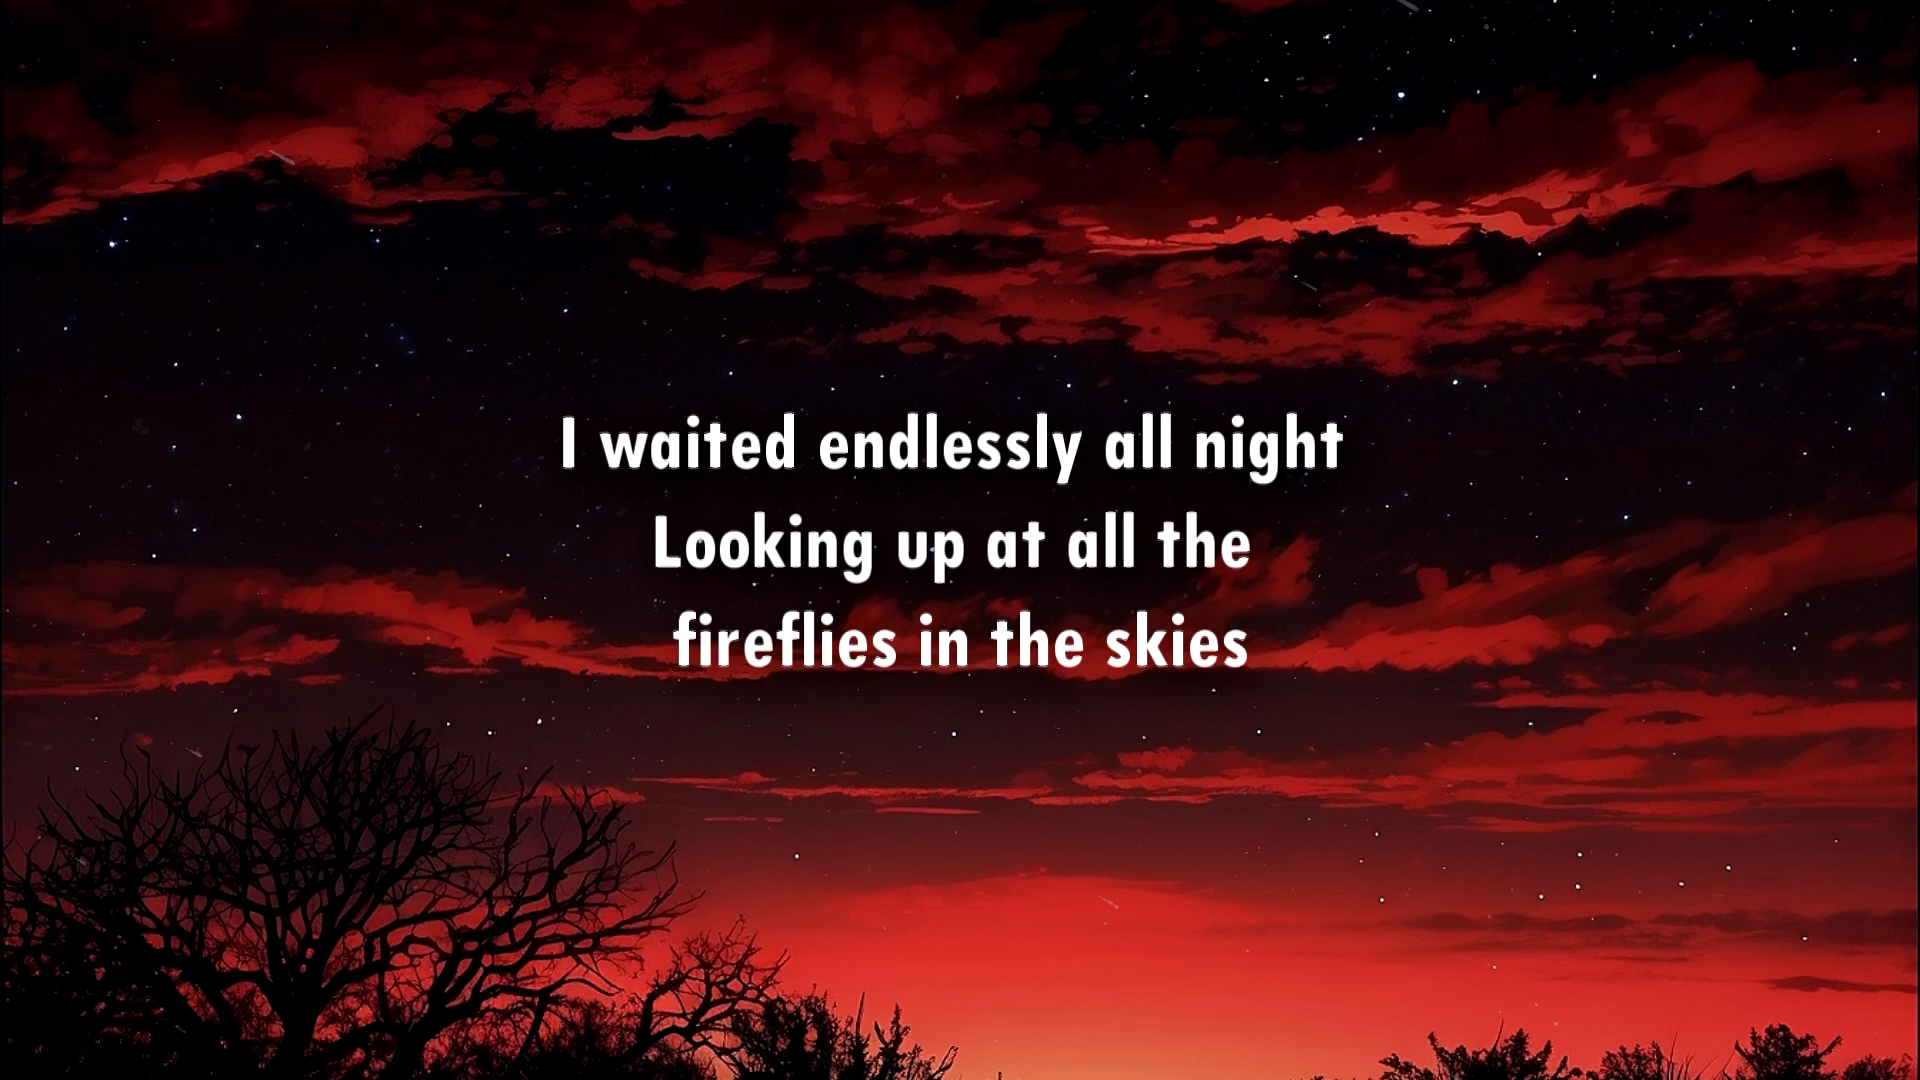 I waited endlessly all night
Looking up at all the
fireflies in the skies